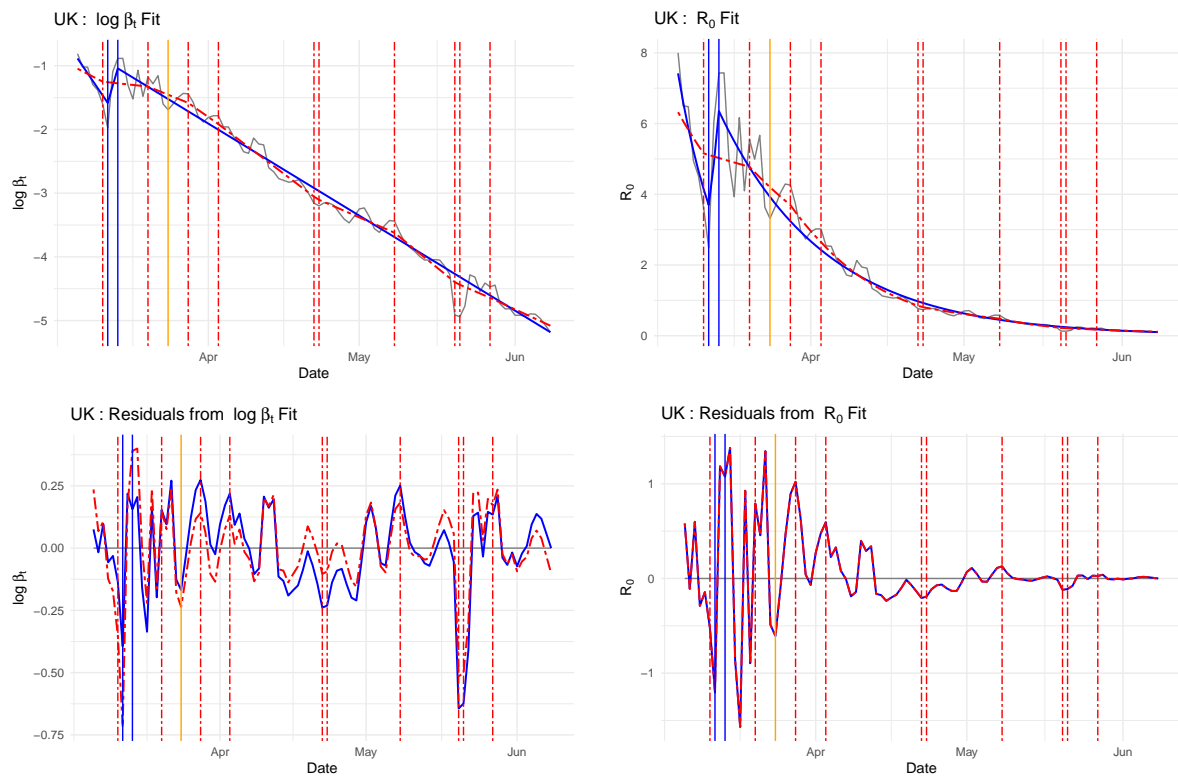 UK : log βt Fit
−1
−2
−3
−4
−5
log βt
Apr
May
Jun
Date
UK : R0 Fit
8
6
4
2
0
R0
Apr
May
Jun
Date
UK : Residuals from log βt Fit
0.25
0.00
−0.25
−0.50
−0.75
log βt
Apr
May
Jun
Date
UK : Residuals from R0 Fit
1
0
−1
R0
Apr
May
Jun
Date